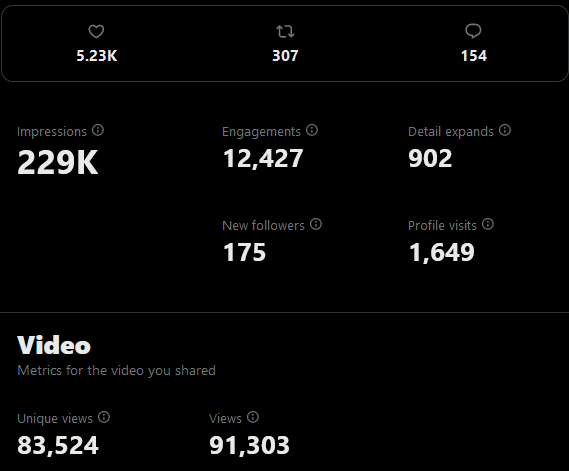 5.23K 307 154
Impressions Engagements Detail expands
229K 12,427 902
New followers Profile visits
175 1,649
Video
Metrics for the video you shared
Unique views Views
83,524 91,303